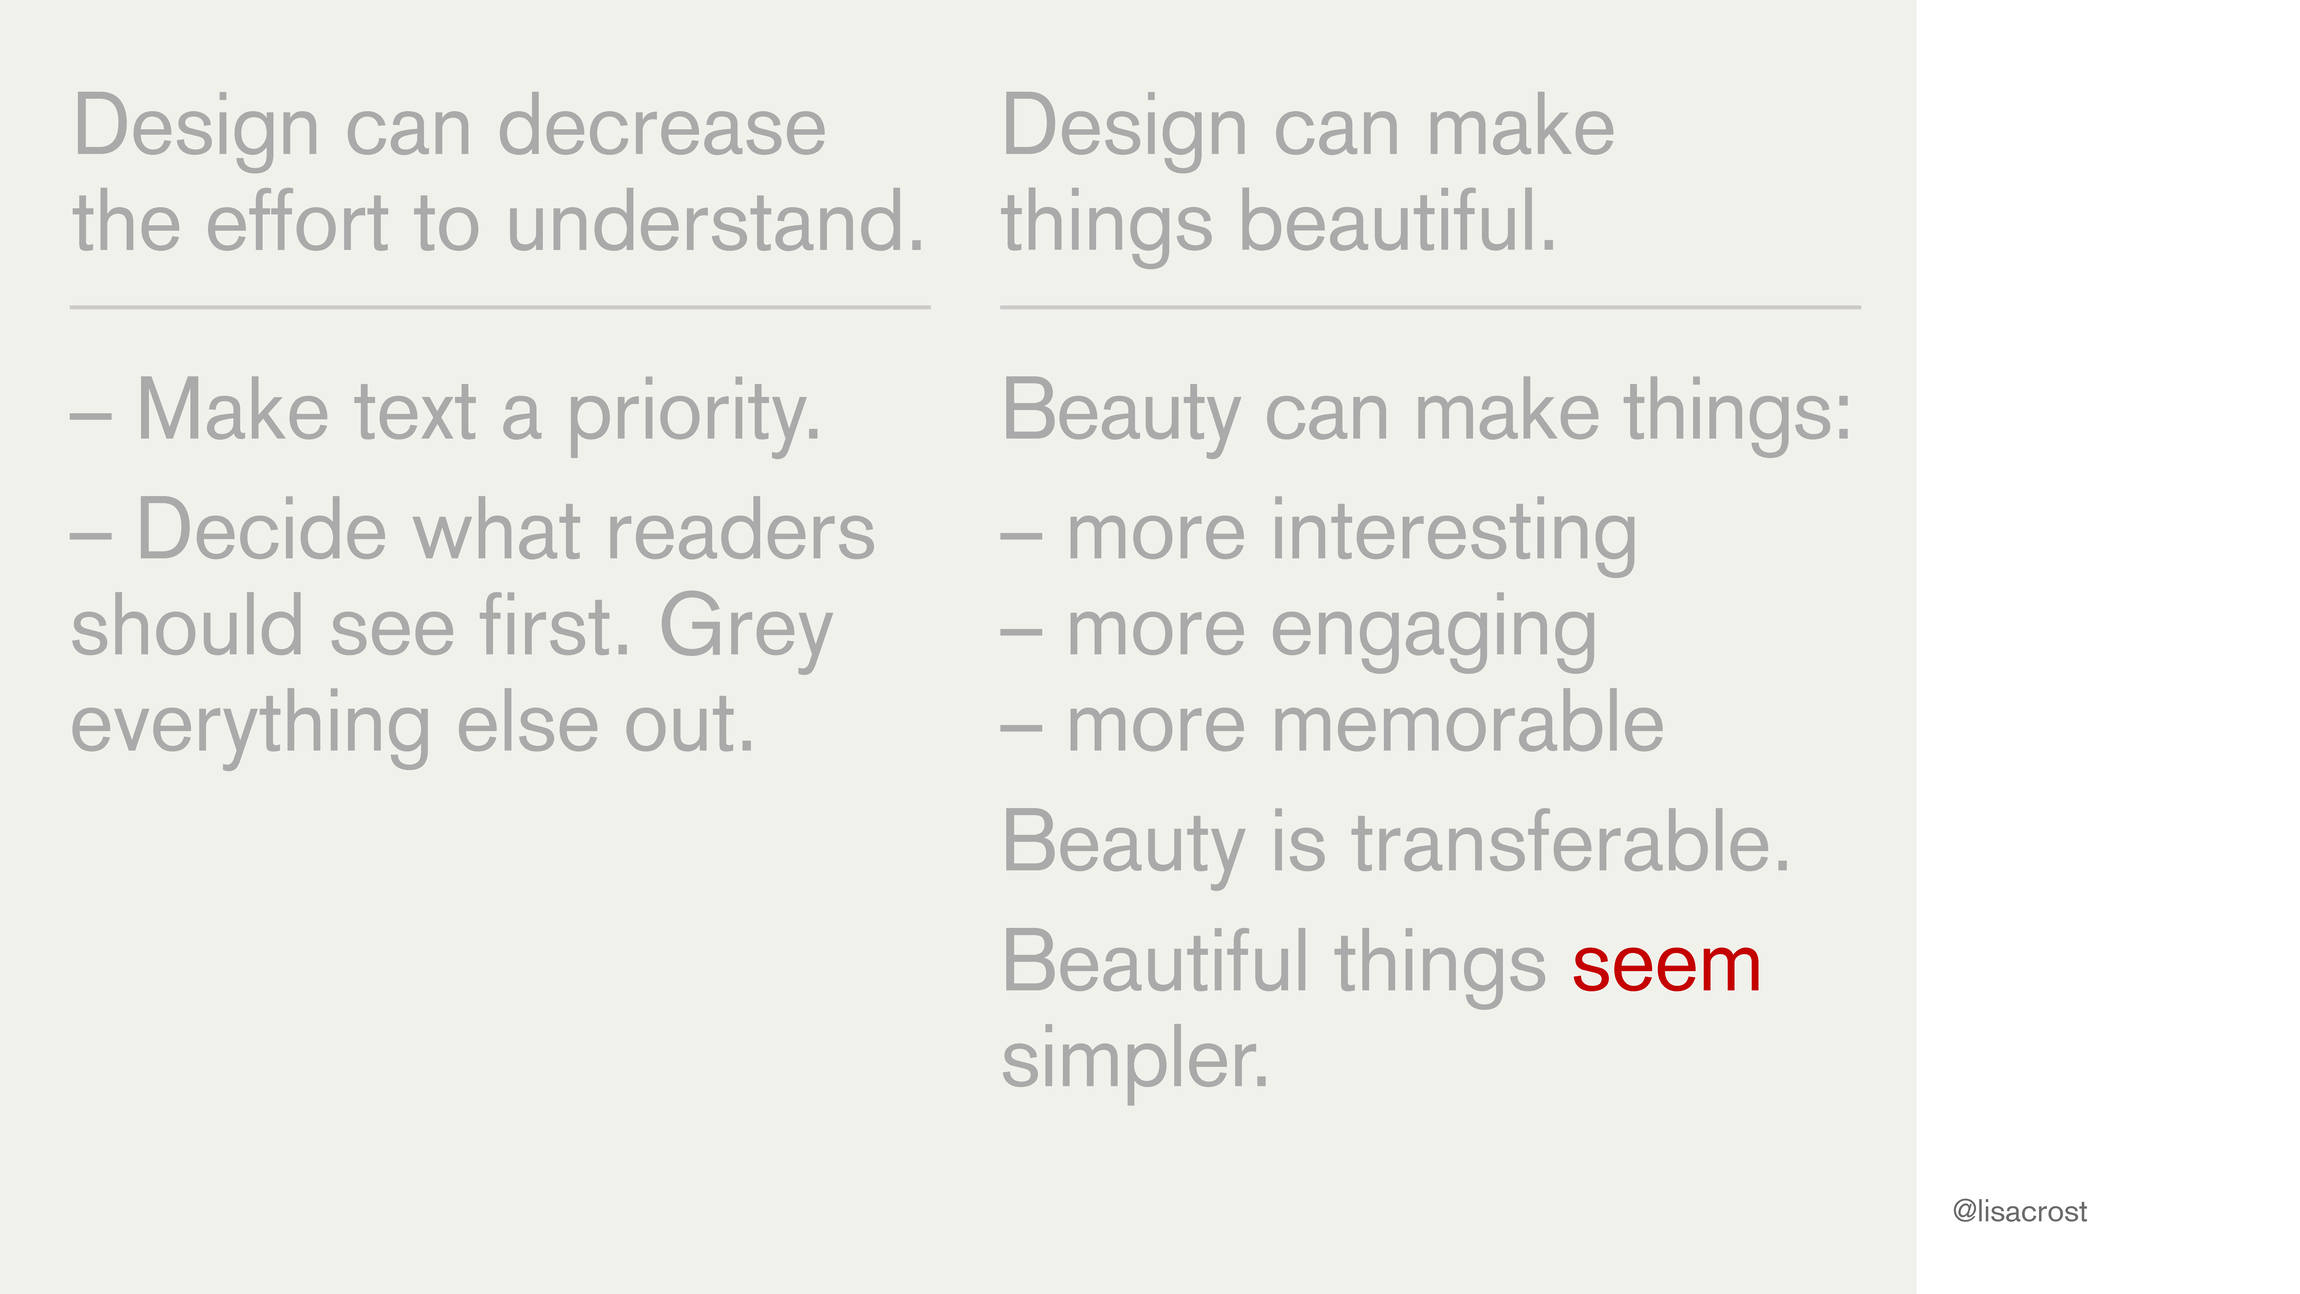 Design can decrease
the effort to understand.
– Make text a priority.
– Decide what readers
should see first. Grey
everything else out.
Design can make
things beautiful.
Beauty can make things:
– more interesting
– more engaging
– more memorable
Beauty is transferable.
Beautiful things seem
simpler.
@lisacrost